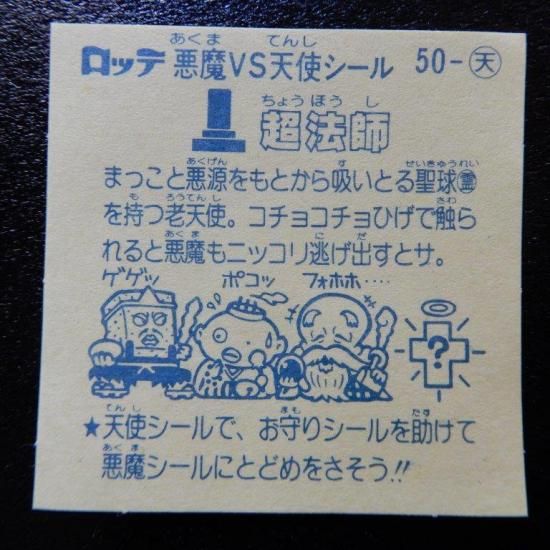 ロッテ 悪魔VS天使シール 50-天
超法師
まっこと悪源をもとから吸いとる聖球霊
を持つ老天使。コチョコチョひげで触ら
れると悪魔もニッコリ逃げ出すとサ。
ゲゲッ ポコッ フォホホ‥‥
?
★天使シールで、お守りシールを助けて
悪魔シールにとどめをさそう!!